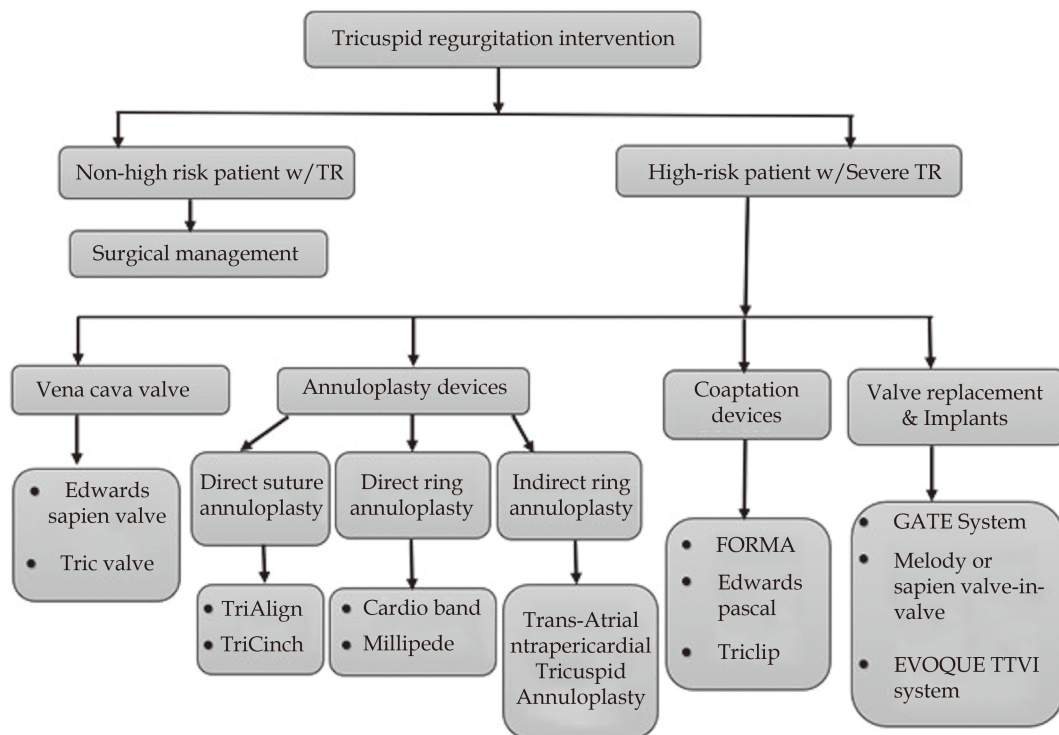 Tricuspid regurgitation intervention
Non-high risk patient w/TR
High-risk patient w/Severe TR
Surgical management
Vena cava valve
Annuloplasty devices
Coaptation
devices
Valve replacement
& Implants
• Edwards
sapien valve
• Tric valve
Direct suture
annuloplasty
Direct ring
annuloplasty
Indirect ring
annuloplasty
• TriAlign
• TriCinch
• Cardio band
• Millipede
Trans-Atrial
ntrapericardial
Tricuspid
Annuloplasty
• FORMA
• Edwards
pascal
• Triclip
• GATE System
• Melody or
sapien valve-in-
valve
• EVOQUE TTVI
system